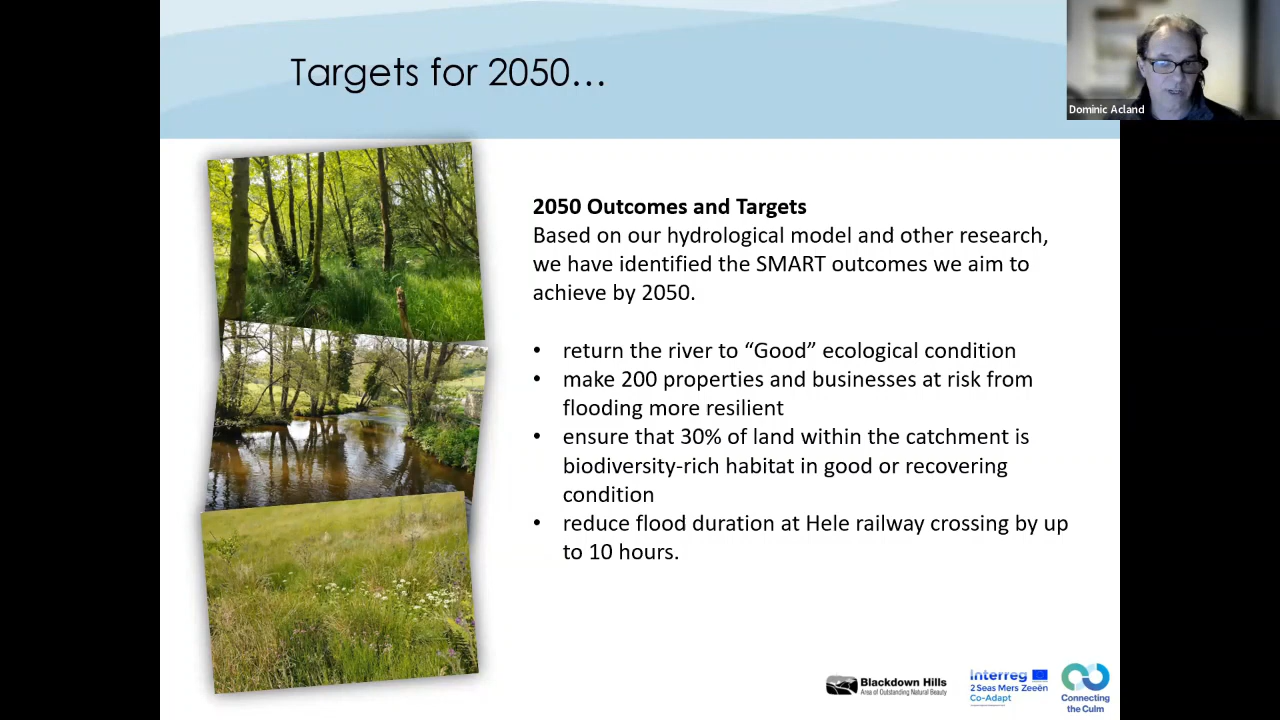 Targets for 2050…
Dominic Acland
2050 Outcomes and Targets
Based on our hydrological model and other research,
we have identified the SMART outcomes we aim to
achieve by 2050.
• return the river to “Good” ecological condition
• make 200 properties and businesses at risk from
flooding more resilient
• ensure that 30% of land within the catchment is
biodiversity-rich habitat in good or recovering
condition
• reduce flood duration at Hele railway crossing by up
to 10 hours.
Blackdown Hills
Area of Outstanding Natural Beauty
Interreg
2 Seas Mers Zeeën
Co-Adapt
Connecting
the Culm